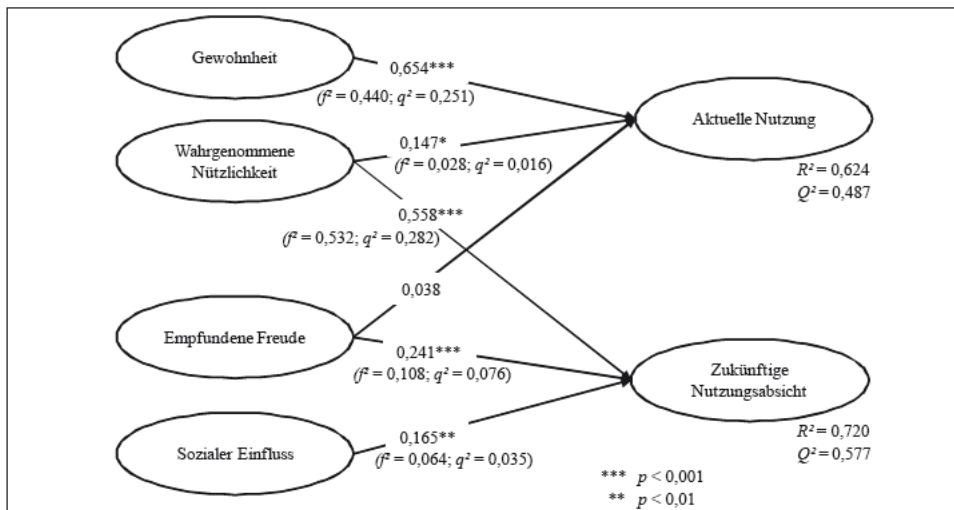 Gewohnheit
0,654***
(f² = 0,440; q² = 0,251)
Aktuelle Nutzung
Wahrgenommene
Nützlichkeit
0,147*
(f² = 0,028; q² = 0,016)
R² = 0,624
Q² = 0,487
0,558***
(f² = 0,532; q² = 0,282)
0,038
Empfundene Freude
0,241***
(f² = 0,108; q² = 0,076)
Zukünftige
Nutzungsabsicht
0,165**
Sozialer Einfluss
(f² = 0,064; q² = 0,035)
R² = 0,720
Q² = 0,577
*** p < 0,001
** p < 0,01